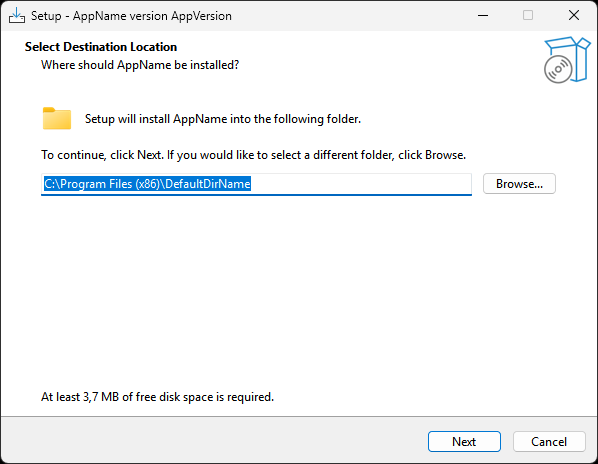 Setup - AppName version AppVersion
Select Destination Location
Where should AppName be installed?
Setup will install AppName into the following folder.
To continue, click Next. If you would like to select a different folder, click Browse.
C:\Program Files (x86)\DefaultDirName
Browse...
At least 3,7 MB of free disk space is required.
Next
Cancel